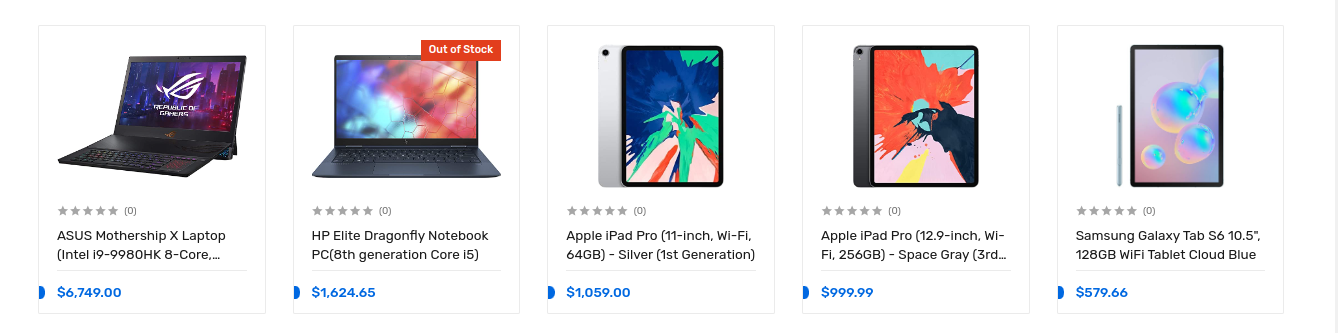 REPUBLIC OF
GAMERS
(0)
ASUS Mothership X Laptop
(Intel i9-9980HK 8-Core,...
$6,749.00
Out of Stock
(0)
HP Elite Dragonfly Notebook
PC(8th generation Core i5)
$1,624.65
(0)
Apple iPad Pro (11-inch, Wi-Fi,
64GB) - Silver (1st Generation)
$1,059.00
(0)
Apple iPad Pro (12.9-inch, Wi-
Fi, 256GB) - Space Gray (3rd...
$999.99
(0)
Samsung Galaxy Tab S6 10.5",
128GB WiFi Tablet Cloud Blue
$579.66